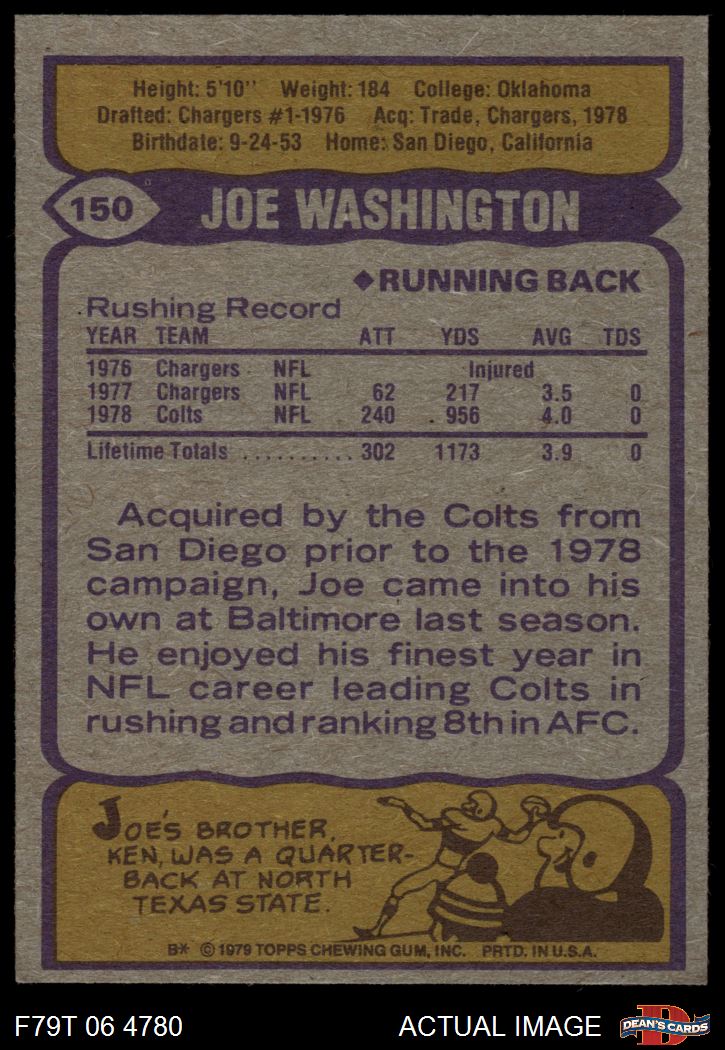 Height: 5'10'' Weight: 184 College: Oklahoma
Drafted: Chargers #1-1976 Acq: Trade, Chargers, 1978
Birthdate: 9-24-53 Home: San Diego, California
150 JOE WASHINGTON
◆RUNNING BACK
Rushing Record
YEAR TEAM ATT YDS AVG TDS
1976 Chargers NFL Injured
1977 Chargers NFL 62 217 3.5 0
1978 Colts NFL 240 956 4.0 0
Lifetime Totals .......... 302 1173 3.9 0
Acquired by the Colts from
San Diego prior to the 1978
campaign, Joe came into his
own at Baltimore last season.
He enjoyed his finest year in
NFL career leading Colts in
rushing and ranking 8th in AFC.
JOE'S BROTHER,
KEN, WAS A QUARTER-
BACK AT NORTH
TEXAS STATE.
B* © 1979 TOPPS CHEWING GUM, INC. PRTD. IN U.S.A.
F79T 06 4780 ACTUAL IMAGE D DEAN'S CARDS